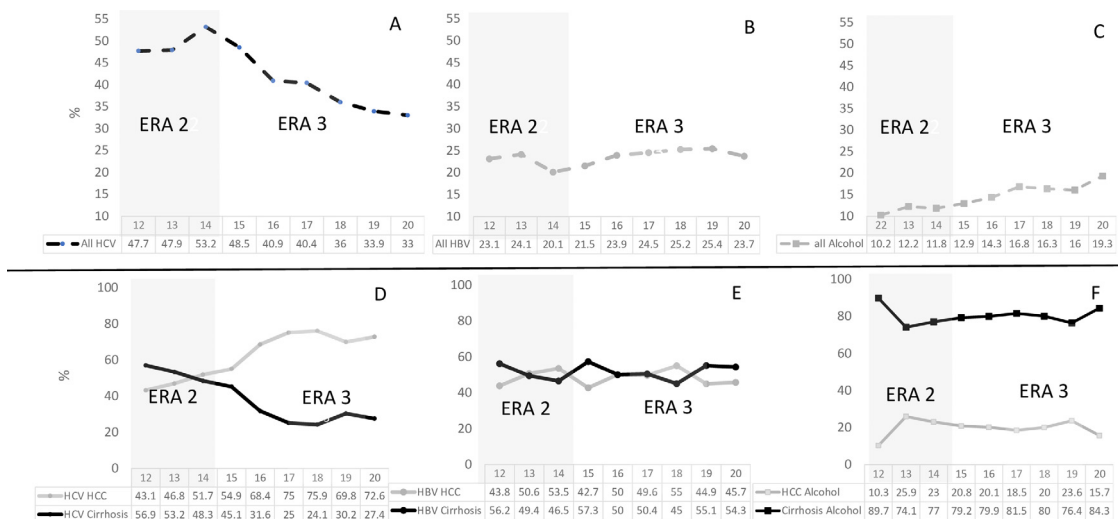 A
55
50
45
40
35
30
25
20
15
10
%
ERA 2
ERA 3
12 13 14 15 16 17 18 19 20
All HCV 47.7 47.9 53.2 48.5 40.9 40.4 36 33.9 33
B
55
50
45
40
35
30
25
20
15
10
ERA 2
ERA 3
12 13 14 15 16 17 18 19 20
All HBV 23.1 24.1 20.1 21.5 23.9 24.5 25.2 25.4 23.7
C
55
50
45
40
35
30
25
20
15
10
ERA 2
ERA 3
22 13 14 15 16 17 18 19 20
all Alcohol 10.2 12.2 11.8 12.9 14.3 16.8 16.3 16 19.3
D
100
80
60
40
20
0
%
ERA 2
ERA 3
12 13 14 15 16 17 18 19 20
HCV HCC 43.1 46.8 51.7 54.9 68.4 75 75.9 69.8 72.6
HCV Cirrhosis 56.9 53.2 48.3 45.1 31.6 25 24.1 30.2 27.4
E
100
80
60
40
20
0
ERA 2
ERA 3
12 13 14 15 16 17 18 19 20
HBV HCC 43.8 50.6 53.5 42.7 50 49.6 55 44.9 45.7
HBV Cirrhosis 56.2 49.4 46.5 57.3 50 50.4 45 55.1 54.3
F
100
80
60
40
20
0
ERA 2
ERA 3
12 13 14 15 16 17 18 19 20
HCC Alcohol 10.3 25.9 23 20.8 20.1 18.5 20 23.6 15.7
Cirrhosis Alcohol 89.7 74.1 77 79.2 79.9 81.5 80 76.4 84.3